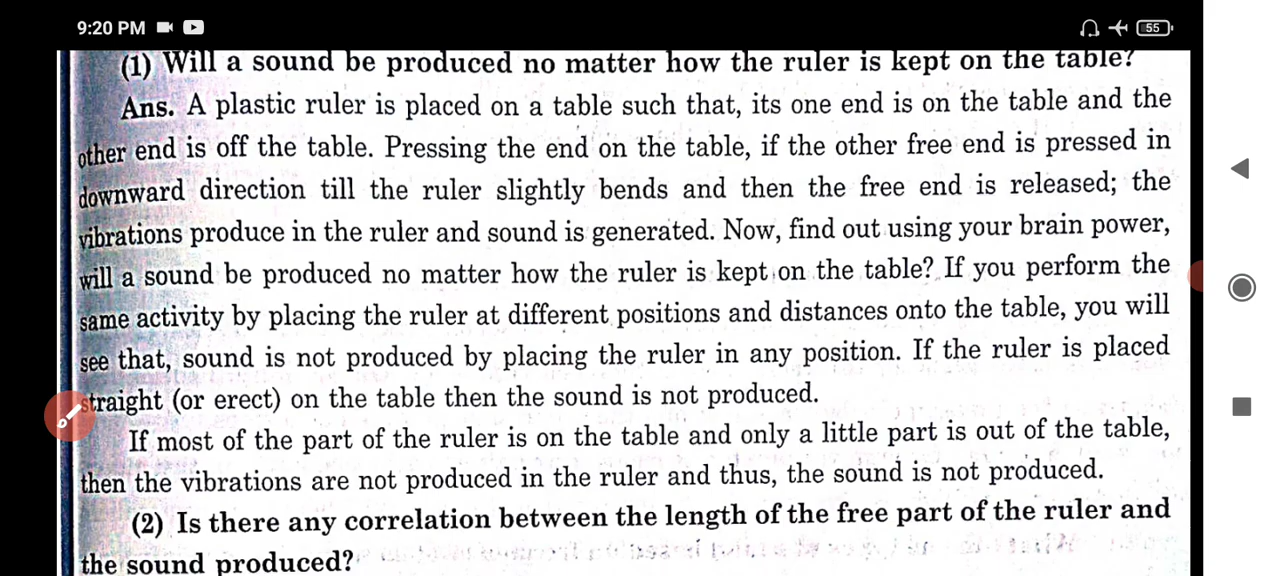 9:20 PM
55
(1) Will a sound be produced no matter how the ruler is kept on the table?
Ans. A plastic ruler is placed on a table such that, its one end is on the table and the
other end is off the table. Pressing the end on the table, if the other free end is pressed in
downward direction till the ruler slightly bends and then the free end is released; the
vibrations produce in the ruler and sound is generated. Now, find out using your brain power,
will a sound be produced no matter how the ruler is kept on the table? If you perform the
same activity by placing the ruler at different positions and distances onto the table, you will
see that, sound is not produced by placing the ruler in any position. If the ruler is placed
straight (or erect) on the table then the sound is not produced.
If most of the part of the ruler is on the table and only a little part is out of the table,
then the vibrations are not produced in the ruler and thus, the sound is not produced.
(2) Is there any correlation between the length of the free part of the ruler and
the sound produced?